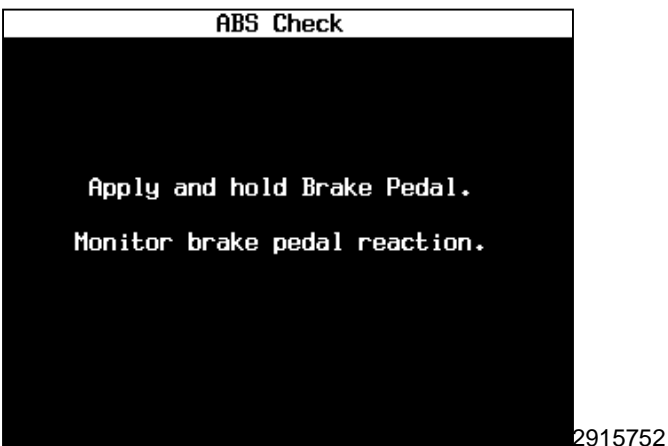 ABS Check
Apply and hold Brake Pedal.
Monitor brake pedal reaction.
2915752